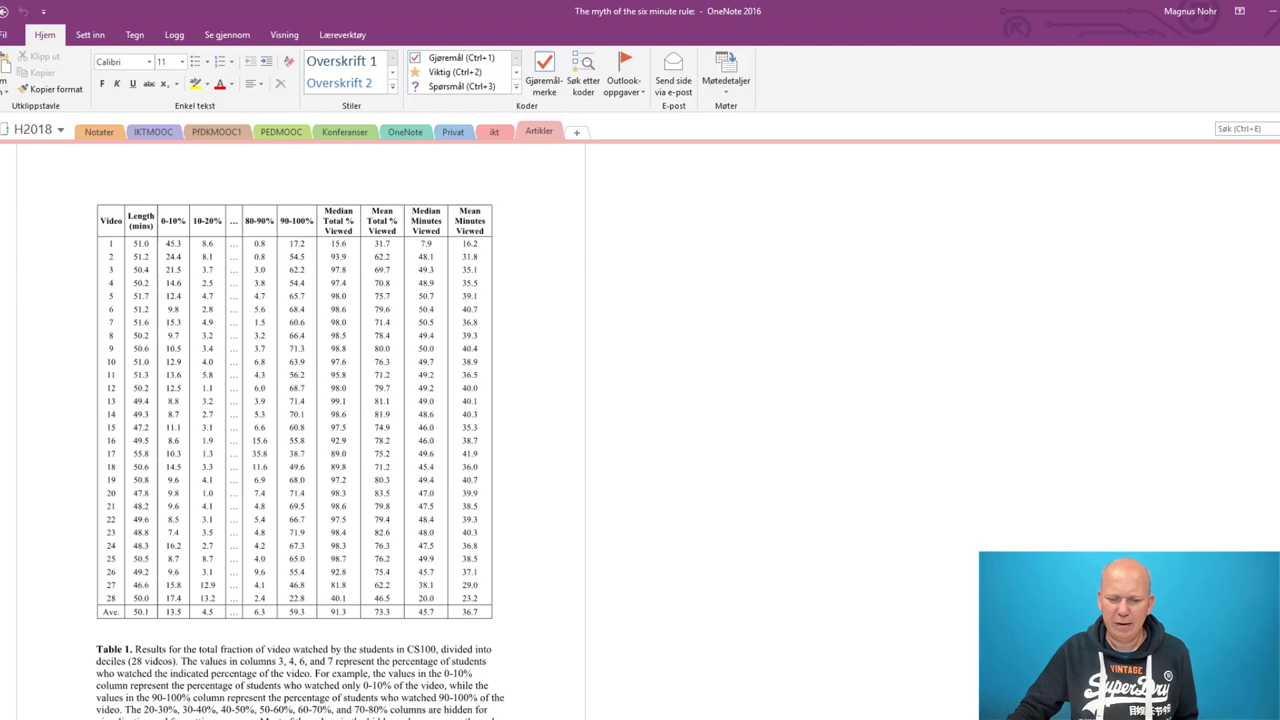 The myth of the six minute rule: - OneNote 2016
Magnus Nohr
Fil
Hjem
Sett inn
Tegn
Logg
Se gjennom
Visning
Læreverktøy
Klipp ut
Kopier
Kopier format
Utklippstavle
Calibri
11
F
K
U
abc
Enkel tekst
Overskrift 1
Overskrift 2
Stiler
Gjøremål (Ctrl+1)
Viktig (Ctrl+2)
Spørsmål (Ctrl+3)
Gjøremål-
merke
Søk etter
koder
Outlook-
oppgaver
Koder
Send side
via e-post
E-post
Møtedetaljer
Møter
H2018
Notater
IKTMOOC
PfDKMOOC1
PEDMOOC
Konferanser
OneNote
Privat
ikt
Artikler
Søk (Ctrl+E)
Video Length (mins) 0-10% 10-20% … 80-90% 90-100% Median Total % Viewed Mean Total % Viewed Median Minutes Viewed Mean Minutes Viewed
1 51.0 45.3 8.6 … 0.8 17.2 15.6 31.7 7.9 16.2
2 51.2 24.4 8.1 … 0.8 54.5 93.9 62.2 48.1 31.8
3 50.4 21.5 3.7 … 3.0 62.2 97.8 69.7 49.3 35.1
4 50.2 14.6 2.5 … 3.8 54.4 97.4 70.8 48.9 35.5
5 51.7 12.4 4.7 … 4.7 65.7 98.0 75.7 50.7 39.1
6 51.2 9.8 2.8 … 5.6 68.4 98.6 79.6 50.4 40.7
7 51.6 15.3 4.9 … 1.5 60.6 98.0 71.4 50.5 36.8
8 50.2 9.7 3.2 … 3.2 66.4 98.5 78.4 49.4 39.3
9 50.6 10.5 3.4 … 3.7 71.3 98.8 80.0 50.0 40.4
10 51.0 12.9 4.0 … 6.8 63.9 97.6 76.3 49.7 38.9
11 51.3 13.6 5.8 … 4.3 56.2 95.8 71.2 49.2 36.5
12 50.2 12.5 1.1 … 6.0 68.7 98.0 79.7 49.2 40.0
13 49.4 8.8 3.2 … 3.9 71.4 99.1 81.1 49.0 40.1
14 49.3 8.7 2.7 … 5.3 70.1 98.6 81.9 48.6 40.3
15 47.2 11.1 3.1 … 6.6 60.8 97.5 74.9 46.0 35.3
16 49.5 8.6 1.9 … 15.6 55.8 92.9 78.2 46.0 38.7
17 55.8 10.3 1.3 … 35.8 38.7 89.0 75.2 49.6 41.9
18 50.6 14.5 3.3 … 11.6 49.6 89.8 71.2 45.4 36.0
19 50.8 9.6 4.1 … 6.9 68.0 97.2 80.3 49.4 40.7
20 47.8 9.8 1.0 … 7.4 71.4 98.3 83.5 47.0 39.9
21 48.2 9.6 4.1 … 4.8 69.5 98.6 79.8 47.5 38.5
22 49.6 8.5 3.1 … 5.4 66.7 97.5 79.4 48.4 39.3
23 48.8 7.4 3.5 … 4.8 71.9 98.4 82.6 48.0 40.3
24 48.3 16.2 2.7 … 4.2 67.3 98.3 76.3 47.5 36.8
25 50.5 8.7 8.7 … 4.0 65.0 98.7 76.2 49.9 38.5
26 49.2 9.6 3.1 … 9.6 55.4 92.8 75.4 45.7 37.1
27 46.6 15.8 12.9 … 4.1 46.8 81.8 62.2 38.1 29.0
28 50.0 17.4 13.2 … 2.4 22.8 40.1 46.5 20.0 23.2
Ave. 50.1 13.5 4.5 … 6.3 59.3 91.3 73.3 45.7 36.7
Table 1. Results for the total fraction of video watched by the students in CS100, divided into
deciles (28 videos). The values in columns 3, 4, 6, and 7 represent the percentage of students
who watched the indicated percentage of the video. For example, the values in the 0-10%
column represent the percentage of students who watched only 0-10% of the video, while the
values in the 90-100% column represent the percentage of students who watched 90-100% of the
video. The 20-30%, 30-40%, 40-50%, 50-60%, 60-70%, and 70-80% columns are hidden for
VINTAGE
SuperDry